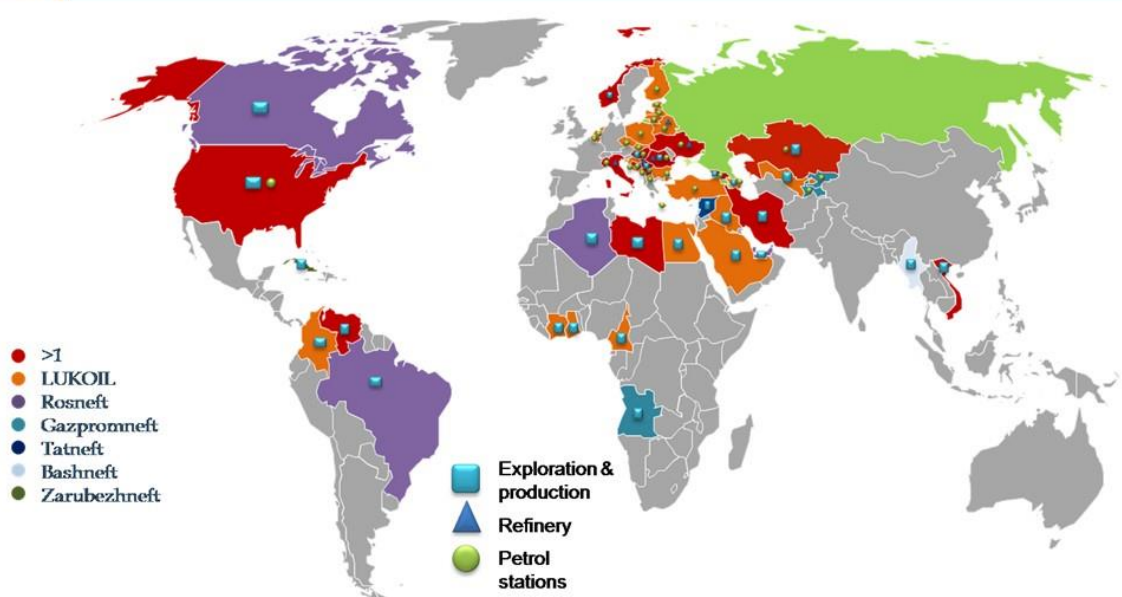 >1
LUKOIL
Rosneft
Gazpromneft
Tatneft
Bashneft
Zarubezhneft
Exploration &
production
Refinery
Petrol
stations